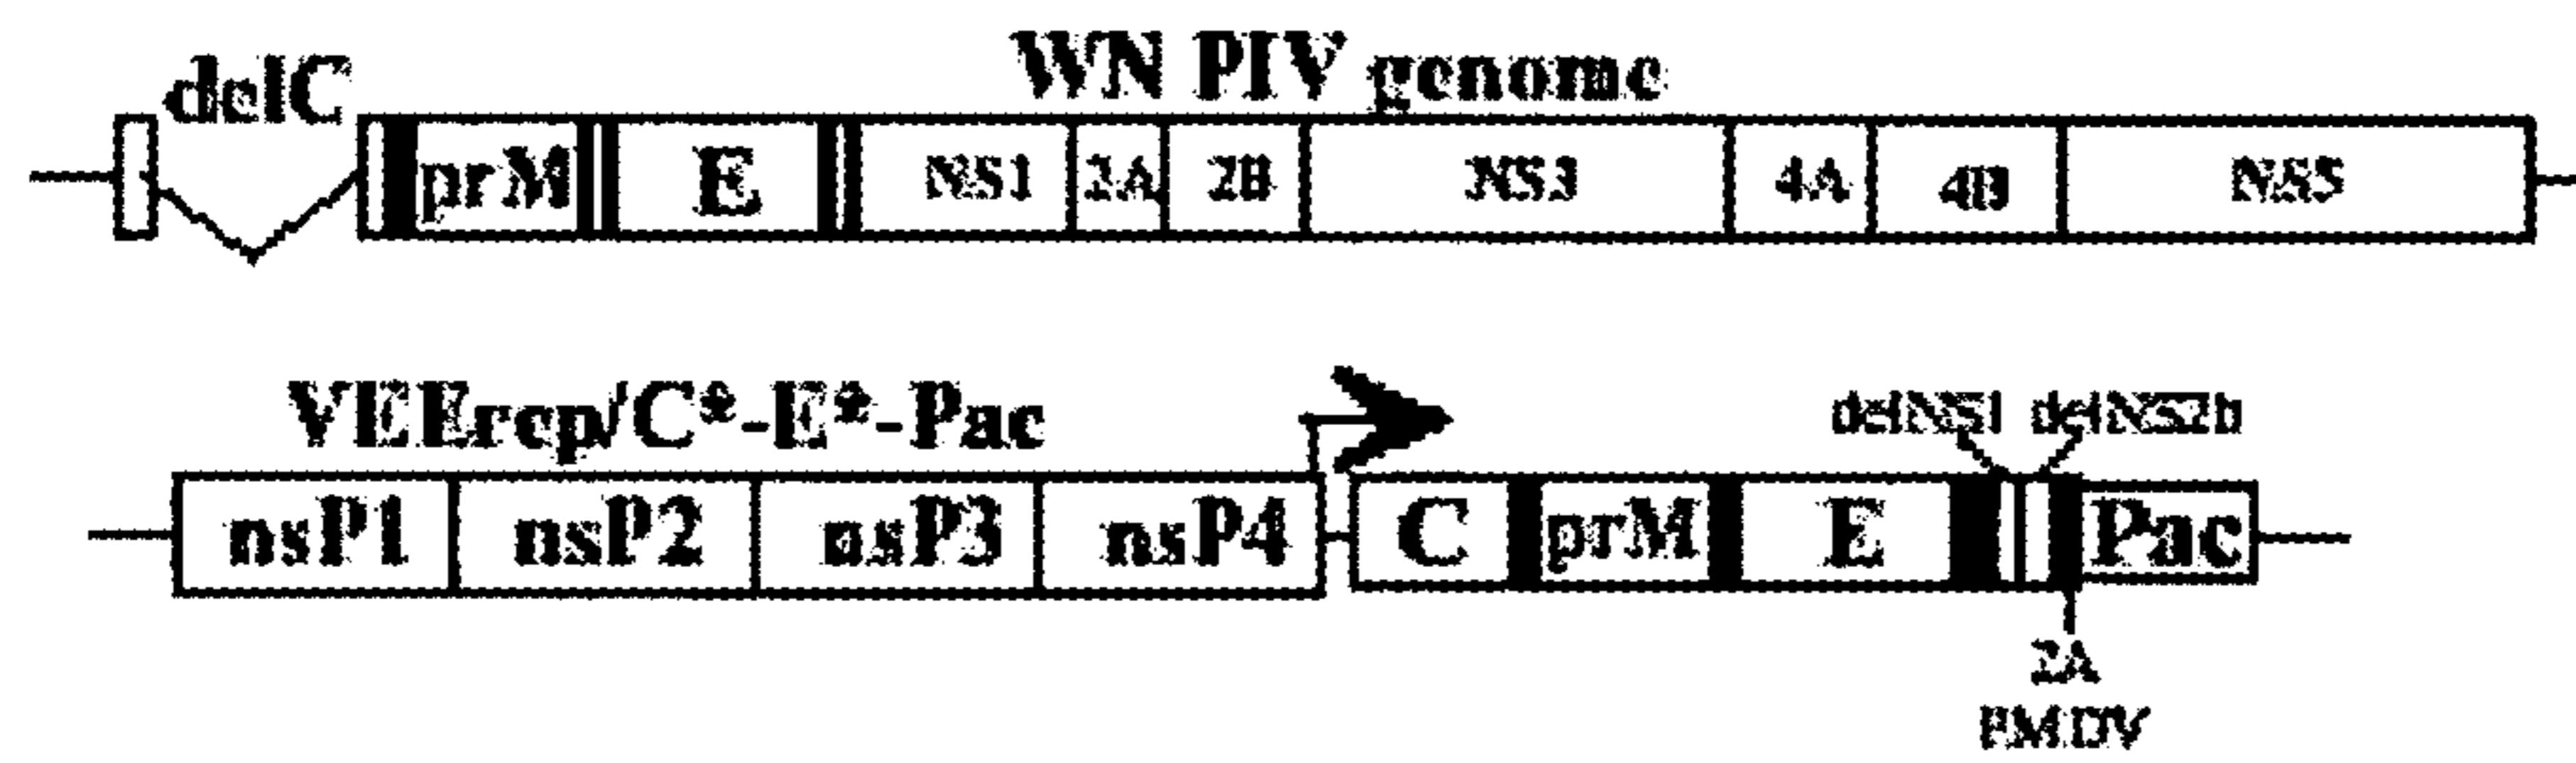 WN PIV genome
delC
prM E NS1 2A 2B NS3 4A 4B NS5
VEErep/C*-E*-Pac
delNS1 delNS2b
nsP1 nsP2 nsP3 nsP4 C prM E Pac
2A
FMDV